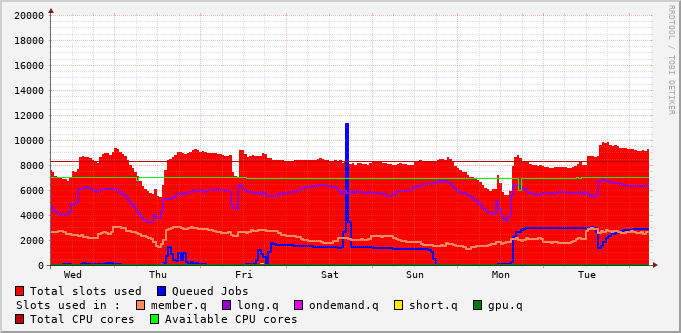 20000
18000
16000
14000
12000
10000
8000
6000
4000
2000
0
Wed Thu Fri Sat Sun Mon Tue
RRDTOOL / TOBI OETIKER
Total slots used Queued Jobs
Slots used in : member.q long.q ondemand.q short.q gpu.q
Total CPU cores Available CPU cores